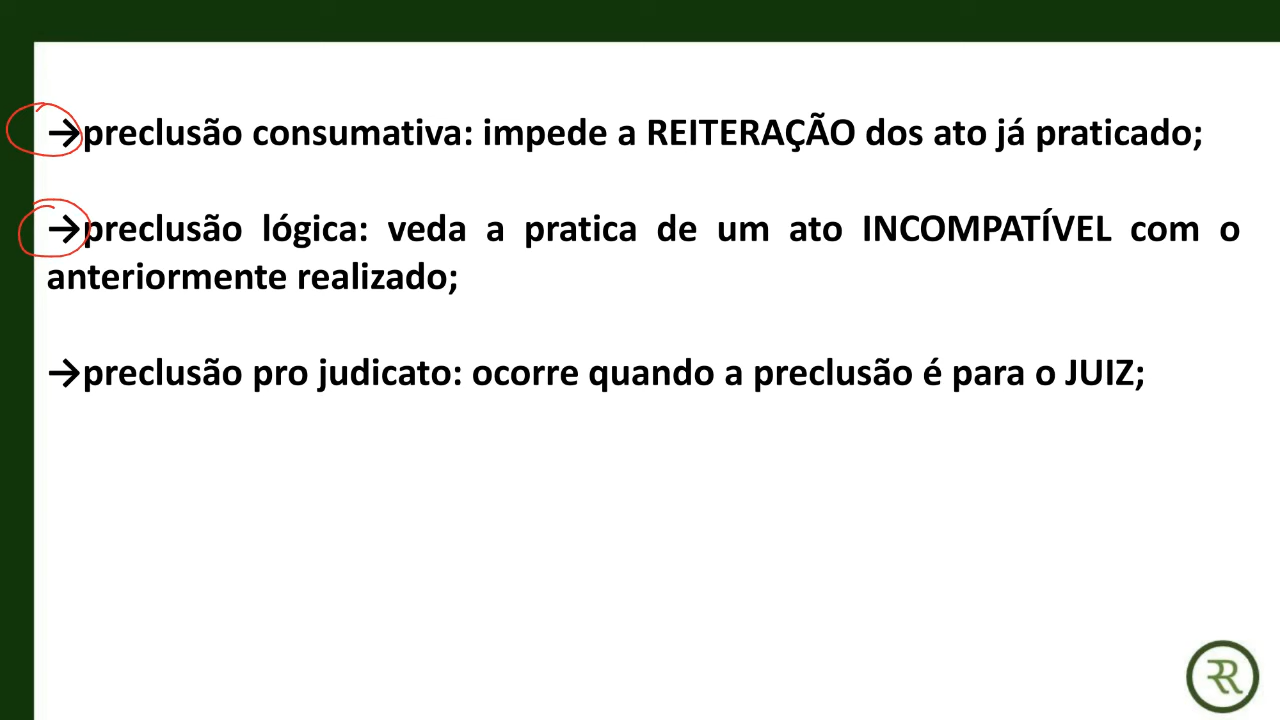 →preclusão consumativa: impede a REITERAÇÃO dos ato já praticado;
→preclusão lógica: veda a pratica de um ato INCOMPATÍVEL com o
anteriormente realizado;
→preclusão pro judicato: ocorre quando a preclusão é para o JUIZ;
RR